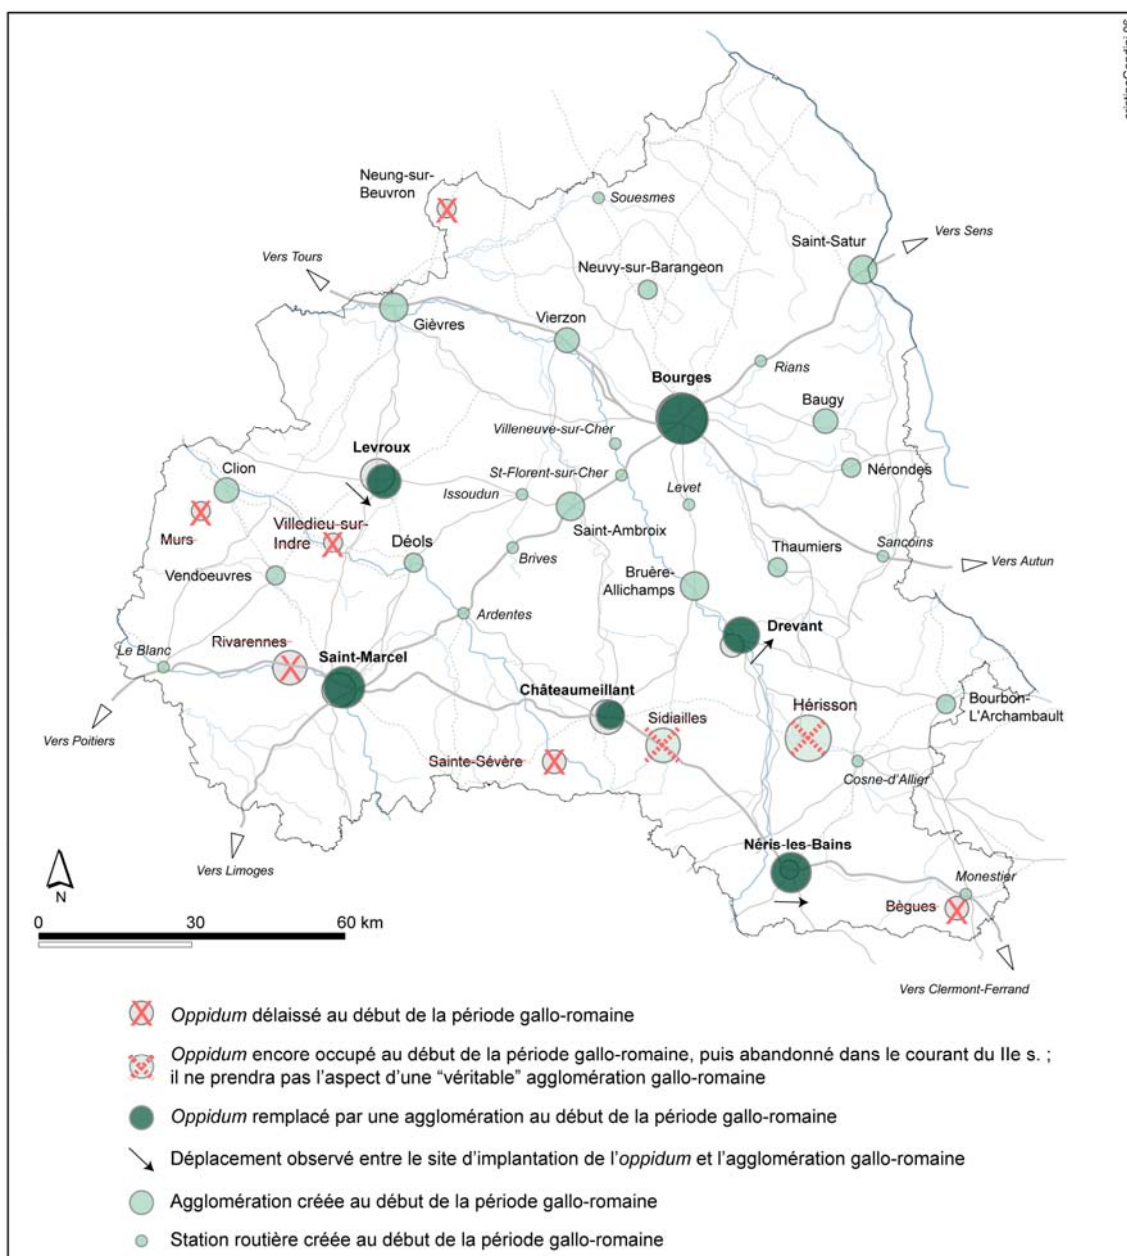 cristinaGandini 06
Neung-sur-
Beuvron
Souesmes
Saint-Satur
Vers Sens
Vers Tours
Neuvy-sur-Barangeon
Gièvres
Vierzon
Rians
Bourges
Baugy
Villeneuve-sur-Cher
Levroux
Clion
St-Florent-sur-Cher
Nérondes
Issoudun
Levet
Murs
Villedieu-sur-
Indre
Déols
Saint-Ambroix
Sancoins
Thaumiers
Vers Autun
Vendoeuvres
Brives
Bruère-
Allichamps
Ardentes
Drevant
Le Blanc
Rivarennes
Saint-Marcel
Châteaumeillant
Sidiailles
Hérisson
Bourbon-
L'Archambault
Vers Poitiers
Sainte-Sévère
Cosne-d'Allier
Néris-les-Bains
Vers Limoges
Monestier
Bègues
N
0 30 60 km
Vers Clermont-Ferrand
Oppidum délaissé au début de la période gallo-romaine
Oppidum encore occupé au début de la période gallo-romaine, puis abandonné dans le courant du IIe s. ;
il ne prendra pas l'aspect d'une “véritable” agglomération gallo-romaine
Oppidum remplacé par une agglomération au début de la période gallo-romaine
Déplacement observé entre le site d'implantation de l'oppidum et l'agglomération gallo-romaine
Agglomération créée au début de la période gallo-romaine
Station routière créée au début de la période gallo-romaine